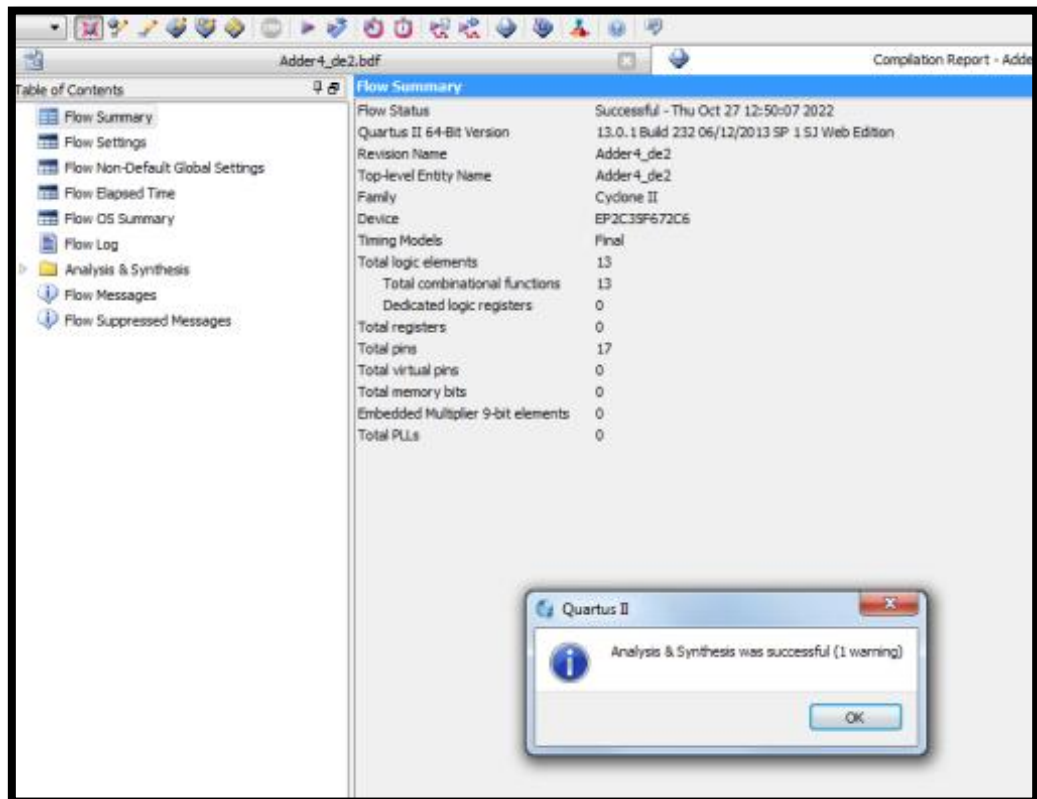 Adder4_de2.bdf
Compilation Report - Adde
Table of Contents
Flow Summary
Flow Settings
Flow Non-Default Global Settings
Flow Elapsed Time
Flow OS Summary
Flow Log
Analysis & Synthesis
Flow Messages
Flow Suppressed Messages
Flow Summary
Flow Status Successful - Thu Oct 27 12:50:07 2022
Quartus II 64-Bit Version 13.0.1 Build 232 06/12/2013 SP 1 SJ Web Edition
Revision Name Adder4_de2
Top-level Entity Name Adder4_de2
Family Cyclone II
Device EP2C35F672C6
Timing Models Final
Total logic elements 13
Total combinational functions 13
Dedicated logic registers 0
Total registers 0
Total pins 17
Total virtual pins 0
Total memory bits 0
Embedded Multiplier 9-bit elements 0
Total PLLs 0
Quartus II
Analysis & Synthesis was successful (1 warning)
OK